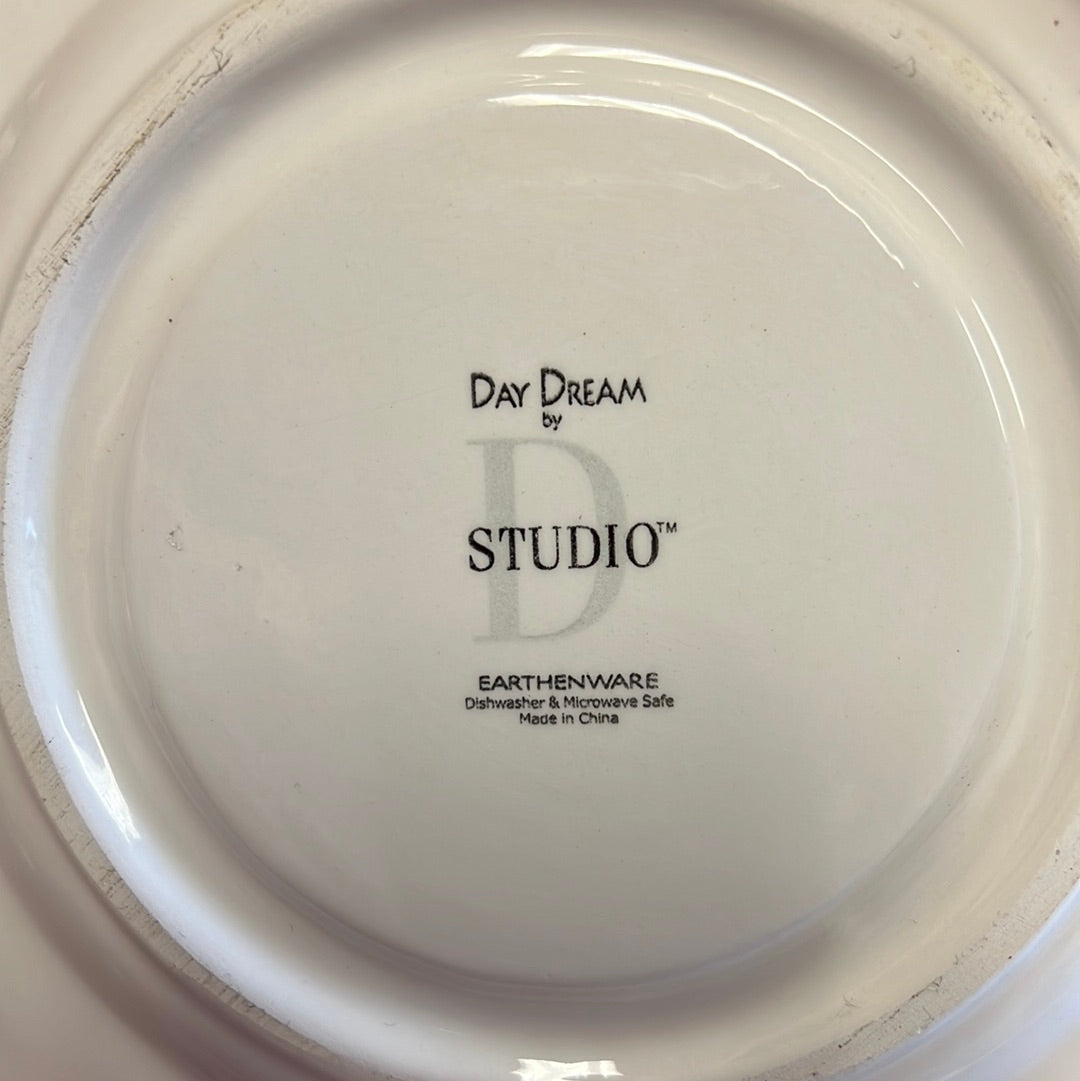 DAY DREAM
by
D
STUDIO™
EARTHENWARE
Dishwasher & Microwave Safe
Made in China